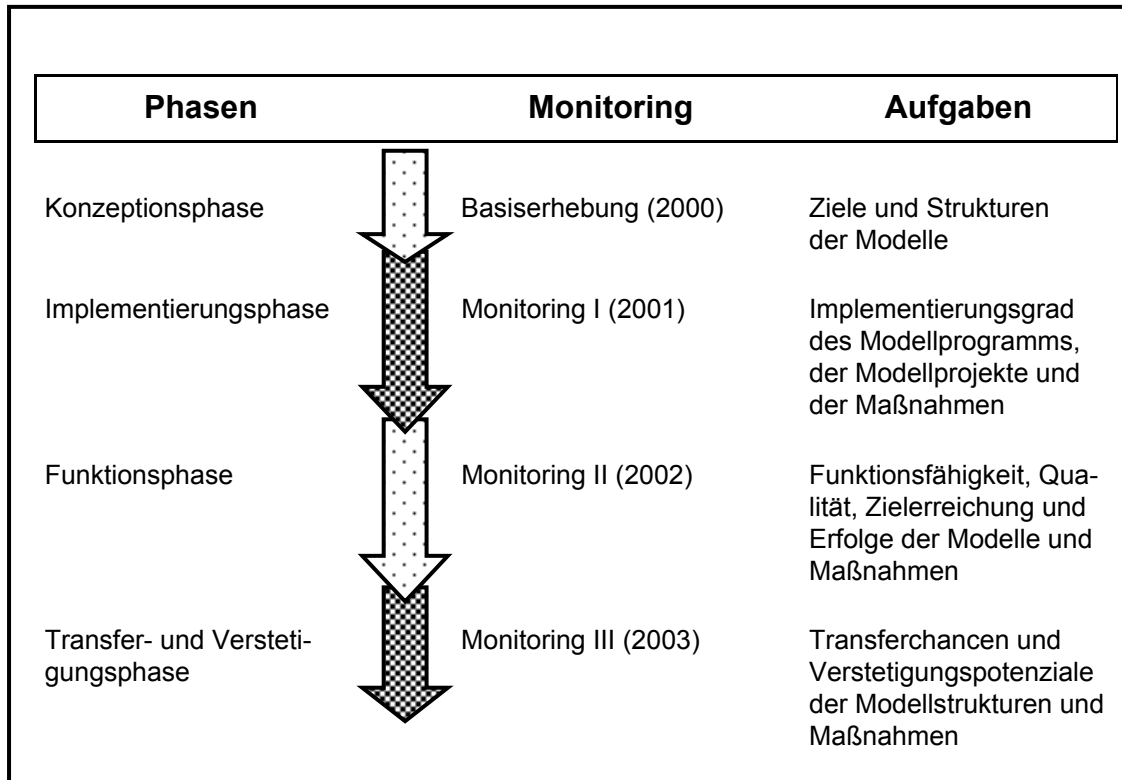 Phasen Monitoring Aufgaben
Konzeptionsphase Basiserhebung (2000) Ziele und Strukturen
der Modelle
Implementierungsphase Monitoring I (2001) Implementierungsgrad
des Modellprogramms,
der Modellprojekte und
der Maßnahmen
Funktionsphase Monitoring II (2002) Funktionsfähigkeit, Qua-
lität, Zielerreichung und
Erfolge der Modelle und
Maßnahmen
Transfer- und Versteti- Monitoring III (2003) Transferchancen und
gungsphase Verstetigungspotenziale
der Modellstrukturen und
Maßnahmen